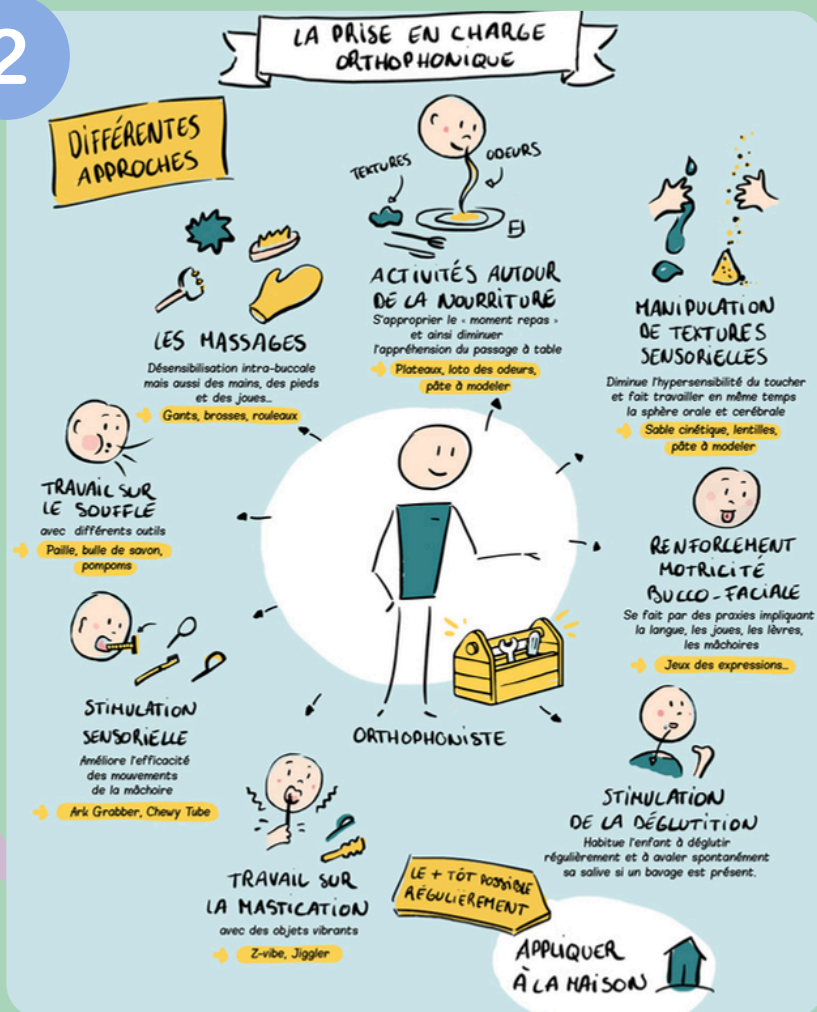 2
LA PRISE EN CHARGE
ORTHOPHONIQUE
DIFFÉRENTES
APPROCHES
TEXTURES
ODEURS
ACTIVITÉS AUTOUR
DE LA NOURRITURE
S'approprier le « moment repas »
et ainsi diminuer
l'appréhension du passage à table
Plateaux, loto des odeurs,
pâte à modeler
LES MASSAGES
Désensibilisation intra-buccale
mais aussi des mains, des pieds
et des joues...
Gants, brosses, rouleaux
MANIPULATION
DE TEXTURES
SENSORIELLES
Diminue l'hypersensibilité du toucher
et fait travailler en même temps
la sphère orale et cerébrale
Sable cinétique, lentilles,
pâte à modeler
TRAVAIL SUR
LE SOUFFLE
avec différents outils
Paille, bulle de savon,
pompoms
RENFORCEMENT
MOTRICITÉ
BUCCO-FACIALE
Se fait par des praxies impliquant
la langue, les joues, les lèvres,
les mâchoires
Jeux des expressions...
STIMULATION
SENSORIELLE
Améliore l'efficacité
des mouvements
de la mâchoire
Ark Grabber, Chewy Tube
ORTHOPHONISTE
STIMULATION
DE LA DÉGLUTITION
Habitue l'enfant à déglutir
régulièrement et à avaler spontanément
sa salive si un bavage est présent.
TRAVAIL SUR
LA MASTICATION
avec des objets vibrants
Z-vibe, Jiggler
LE + TÔT POSSIBLE
RÉGULIÈREMENT
APPLIQUER
À LA MAISON